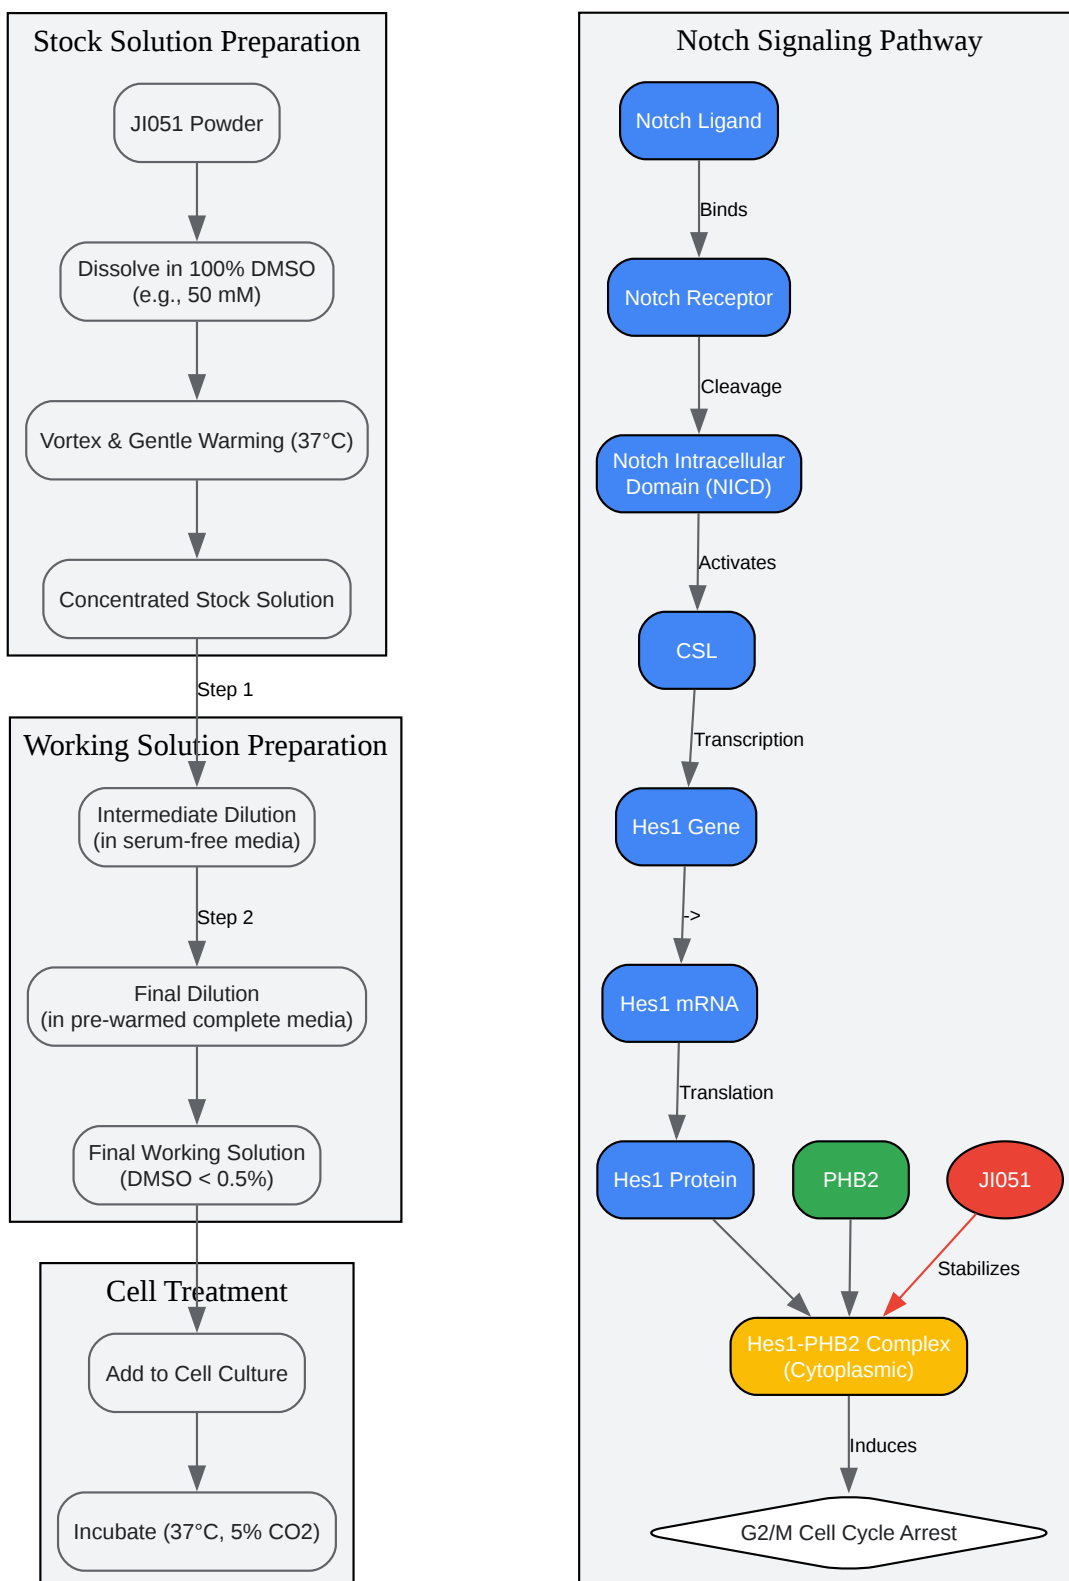 Stock Solution Preparation
JI051 Powder
Dissolve in 100% DMSO
(e.g., 50 mM)
Vortex & Gentle Warming (37°C)
Concentrated Stock Solution
Step 1
Working Solution Preparation
Intermediate Dilution
(in serum-free media)
Step 2
Final Dilution
(in pre-warmed complete media)
Final Working Solution
(DMSO < 0.5%)
Cell Treatment
Add to Cell Culture
Incubate (37°C, 5% CO2)
Notch Signaling Pathway
Notch Ligand
Binds
Notch Receptor
Cleavage
Notch Intracellular
Domain (NICD)
Activates
CSL
Transcription
Hes1 Gene
->
Hes1 mRNA
Translation
Hes1 Protein
PHB2
JI051
Stabilizes
Hes1-PHB2 Complex
(Cytoplasmic)
Induces
G2/M Cell Cycle Arrest